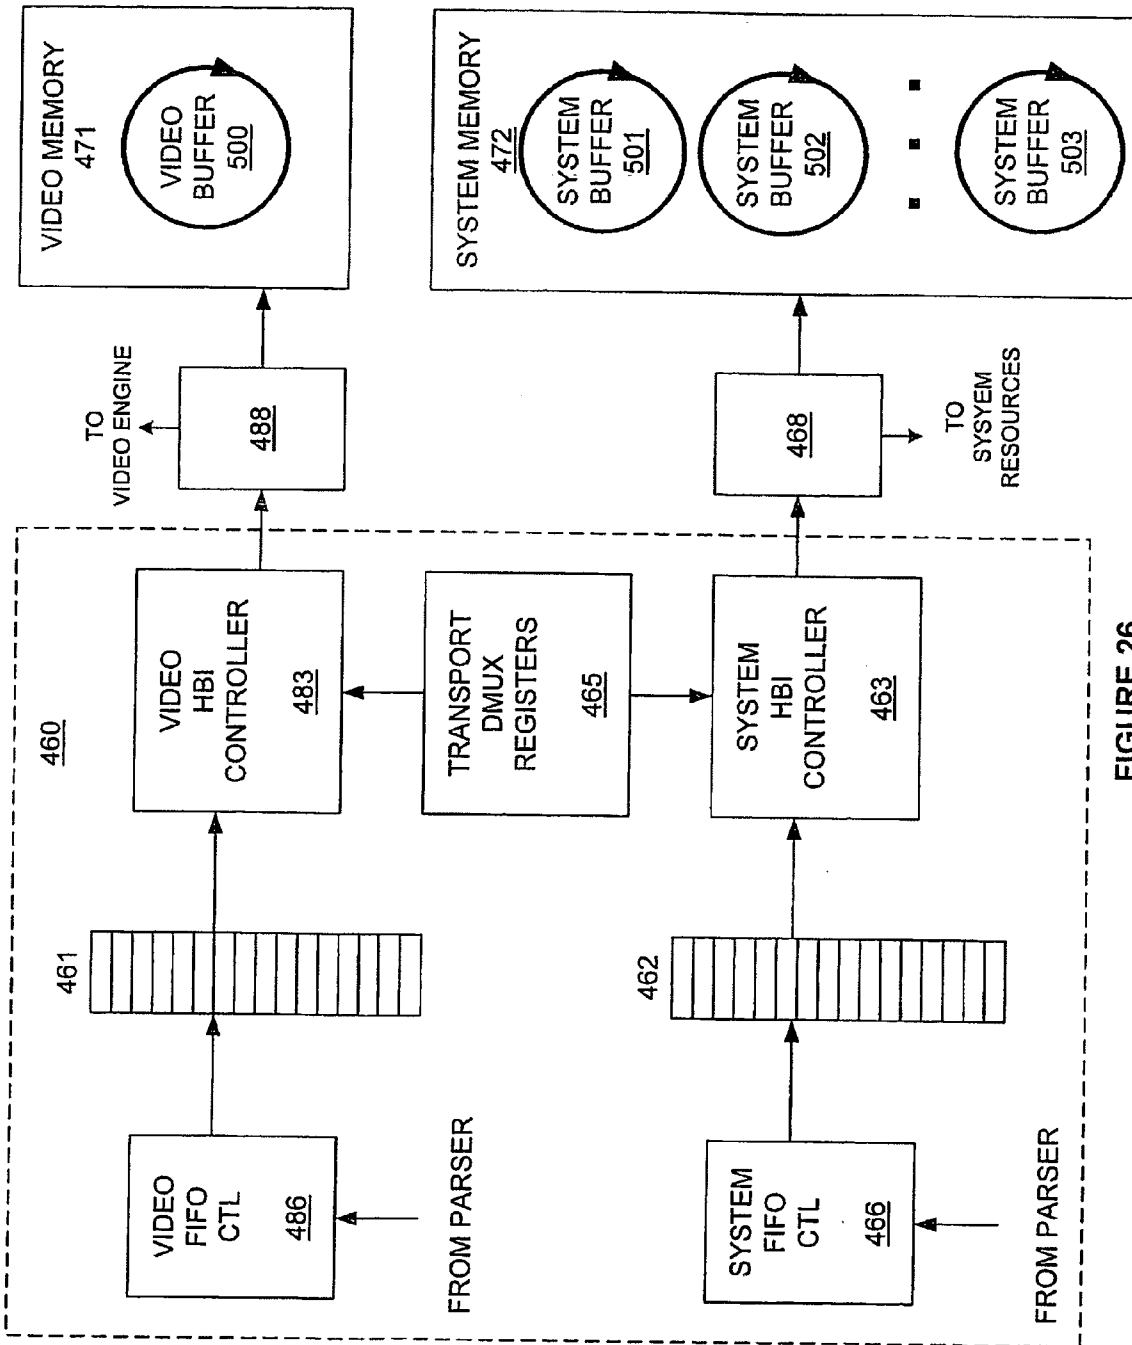 460
VIDEO
FIFO
CTL
486
FROM PARSER
461
VIDEO
HBI
CONTROLLER
483
TO
VIDEO ENGINE
488
VIDEO MEMORY
471
VIDEO
BUFFER
500
TRANSPORT
DMUX
REGISTERS
465
SYSTEM
FIFO
CTL
466
FROM PARSER
462
SYSTEM
HBI
CONTROLLER
463
468
TO
SYSYEM
RESOURCES
SYSTEM MEMORY
472
SYSTEM
BUFFER
501
SYSTEM
BUFFER
502
SYSTEM
BUFFER
503
FIGURE 26